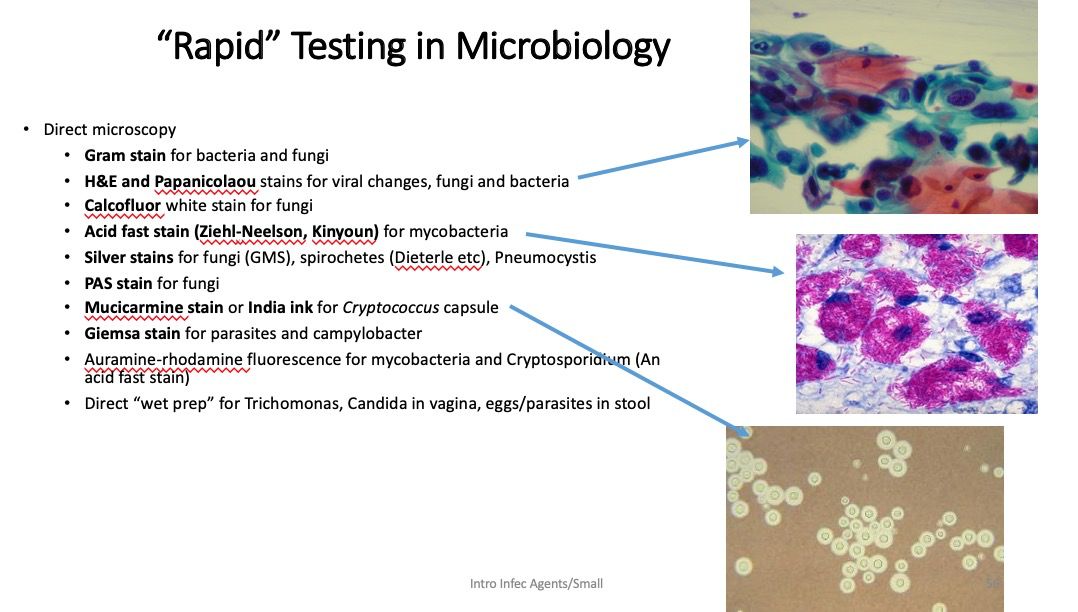 “Rapid” Testing in Microbiology
• Direct microscopy
• Gram stain for bacteria and fungi
• H&E and Papanicolaou stains for viral changes, fungi and bacteria
• Calcofluor white stain for fungi
• Acid fast stain (Ziehl-Neelson, Kinyoun) for mycobacteria
• Silver stains for fungi (GMS), spirochetes (Dieterle etc), Pneumocystis
• PAS stain for fungi
• Mucicarmine stain or India ink for Cryptococcus capsule
• Giemsa stain for parasites and campylobacter
• Auramine-rhodamine fluorescence for mycobacteria and Cryptosporidium (An
acid fast stain)
• Direct “wet prep” for Trichomonas, Candida in vagina, eggs/parasites in stool
Intro Infec Agents/Small